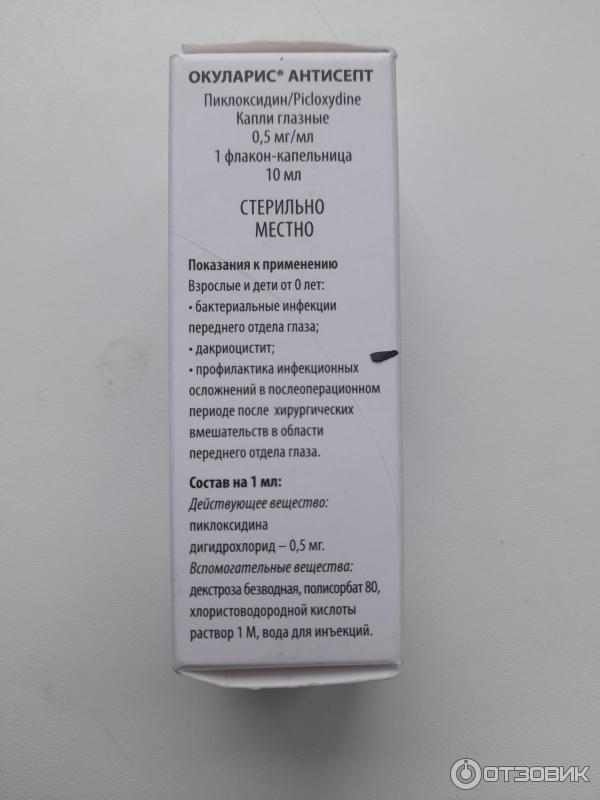 ОКУЛАРИС® АНТИСЕПТ
Пиклоксидин/Picloxydine
Капли глазные
0,5 мг/мл
1 флакон-капельница
10 мл
СТЕРИЛЬНО
МЕСТНО
Показания к применению
Взрослые и дети от 0 лет:
• бактериальные инфекции
переднего отдела глаза;
• дакриоцистит;
• профилактика инфекционных
осложнений в послеоперационном
периоде после хирургических
вмешательств в области
переднего отдела глаза.
Состав на 1 мл:
Действующее вещество:
пиклоксидина
дигидрохлорид – 0,5 мг.
Вспомогательные вещества:
декстроза безводная, полисорбат 80,
хлористоводородной кислоты
раствор 1 М, вода для инъекций.
ОТЗОВИК